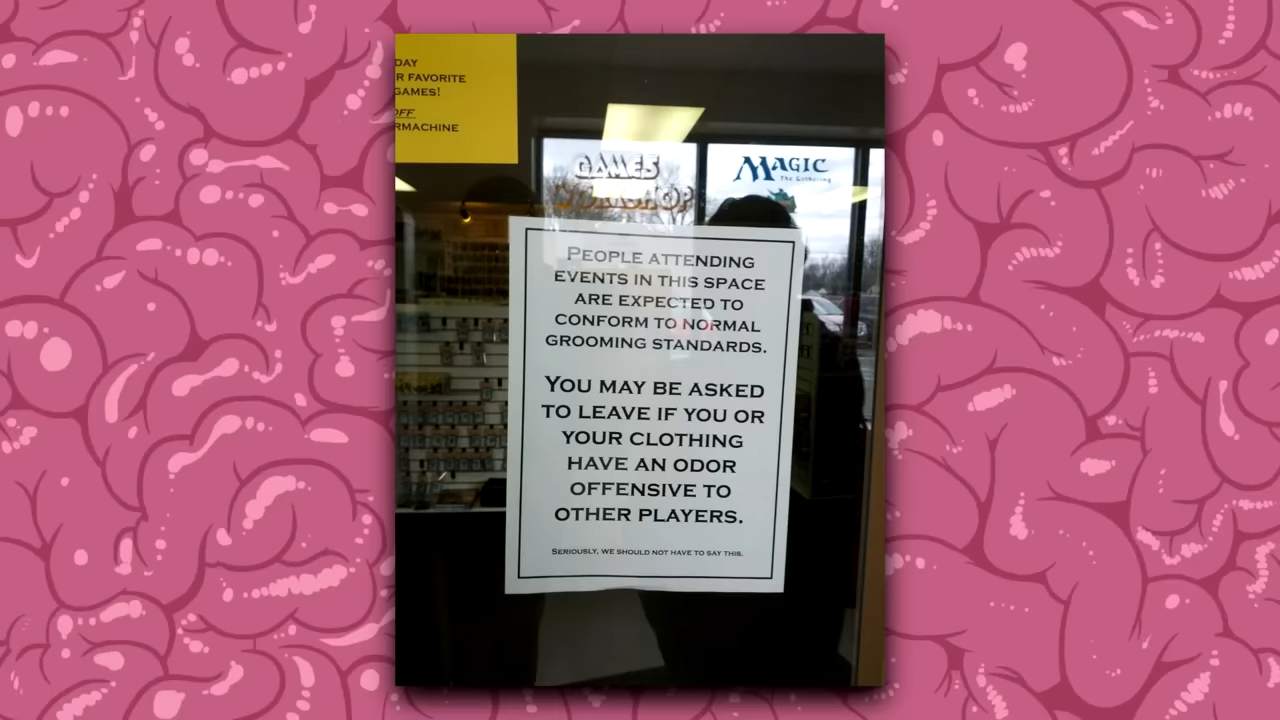 DAY
R FAVORITE
GAMES!
OFF
RMACHINE
GAMES
WORKSHOP
MAGIC
The Gathering
PEOPLE ATTENDING
EVENTS IN THIS SPACE
ARE EXPECTED TO
CONFORM TO NORMAL
GROOMING STANDARDS.
YOU MAY BE ASKED
TO LEAVE IF YOU OR
YOUR CLOTHING
HAVE AN ODOR
OFFENSIVE TO
OTHER PLAYERS.
SERIOUSLY, WE SHOULD NOT HAVE TO SAY THIS.